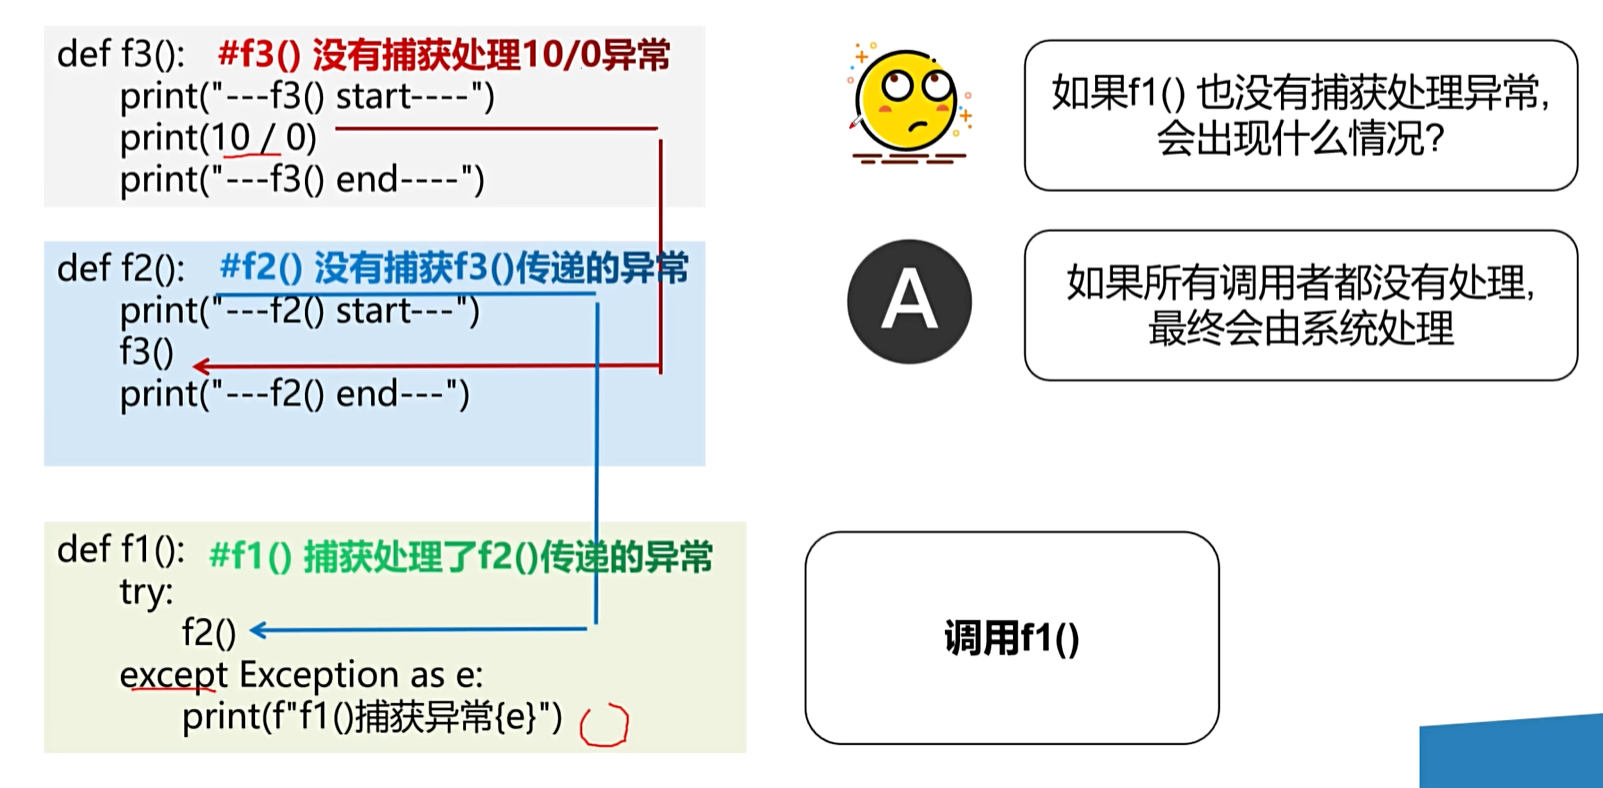 def f3():   #f3() 没有捕获处理10/0异常
print("---f3() start----")
print(10 / 0)
print("---f3() end----")
def f2():   #f2() 没有捕获f3()传递的异常
print("---f2() start---")
f3()
print("---f2() end---")
def f1():  #f1() 捕获处理了f2()传递的异常
try:
f2()
except Exception as e:
print(f"f1()捕获异常{e}")
如果f1() 也没有捕获处理异常,
会出现什么情况?
A
如果所有调用者都没有处理,
最终会由系统处理
调用f1()